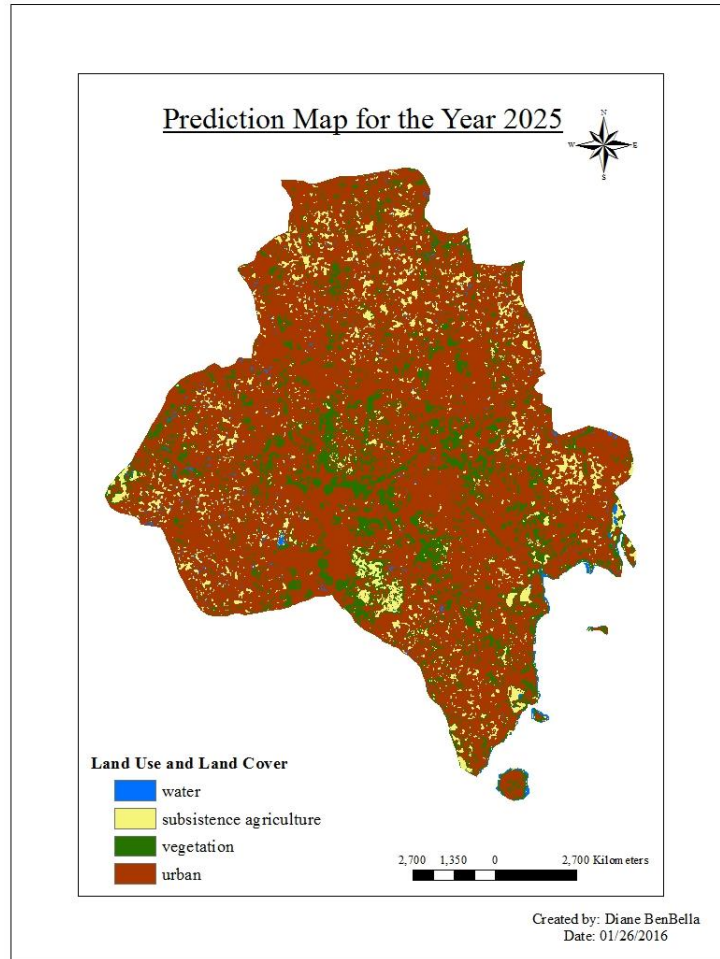 Prediction Map for the Year 2025
N
W E
S
Land Use and Land Cover
water
subsistence agriculture
vegetation
urban
2,700 1,350 0 2,700 Kilometers
Created by: Diane BenBella
Date: 01/26/2016